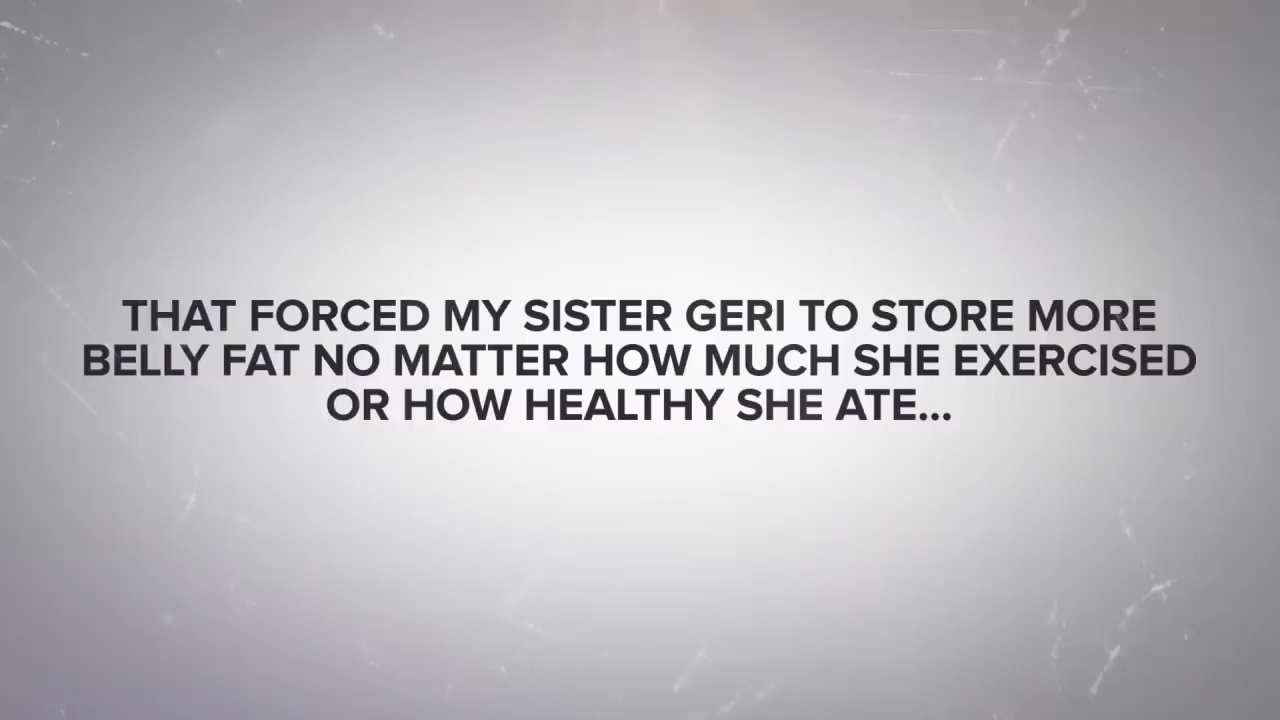 THAT FORCED MY SISTER GERI TO STORE MORE
BELLY FAT NO MATTER HOW MUCH SHE EXERCISED
OR HOW HEALTHY SHE ATE...